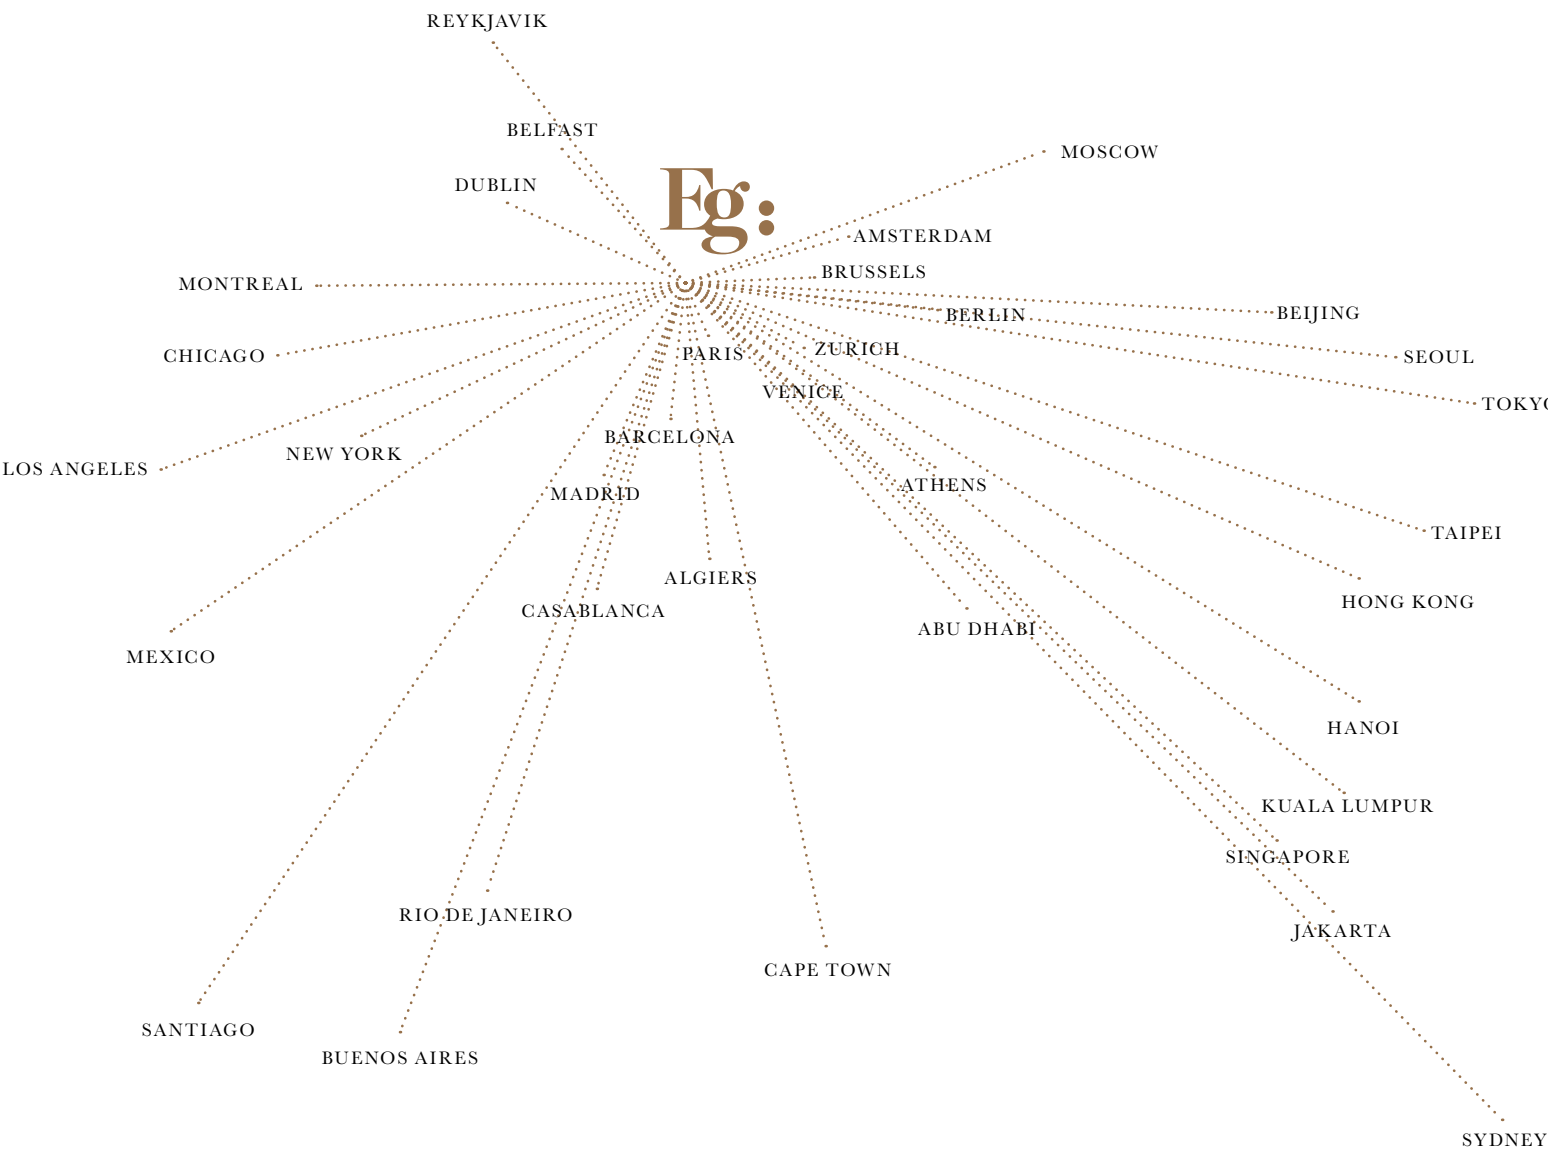 REYKJAVIK
BELFAST
MOSCOW
DUBLIN
Eg:
AMSTERDAM
BRUSSELS
MONTREAL
BERLIN
BEIJING
CHICAGO
PARIS
ZURICH
SEOUL
VENICE
TOKYO
BARCELONA
NEW YORK
LOS ANGELES
MADRID
ATHENS
TAIPEI
ALGIERS
HONG KONG
CASABLANCA
ABU DHABI
MEXICO
HANOI
KUALA LUMPUR
SINGAPORE
RIO DE JANEIRO
JAKARTA
CAPE TOWN
SANTIAGO
BUENOS AIRES
SYDNEY